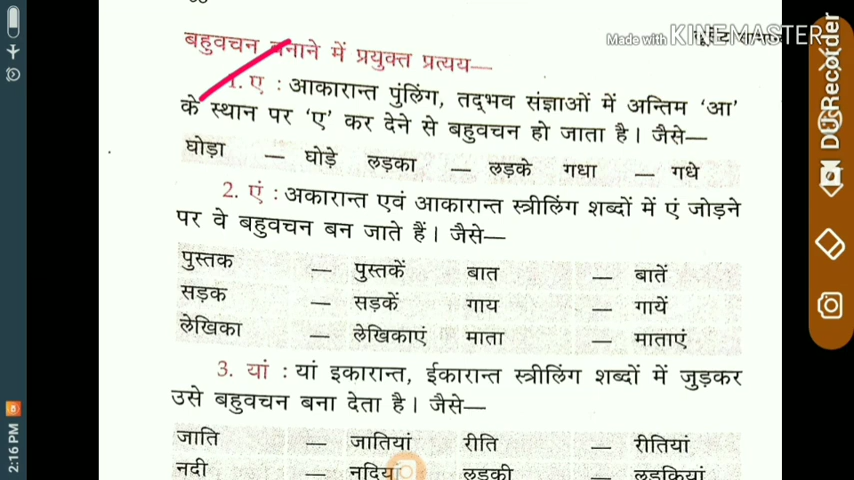 Made with KINEMASTER
बहुवचन बनाने में प्रयुक्त प्रत्यय—
1. ए : आकारान्त पुंलिंग, तद्भव संज्ञाओं में अन्तिम ‘आ’
के स्थान पर ‘ए’ कर देने से बहुवचन हो जाता है। जैसे—
घोड़ा — घोड़े लड़का — लड़के गधा — गधे
2. एं : अकारान्त एवं आकारान्त स्त्रीलिंग शब्दों में एं जोड़ने
पर वे बहुवचन बन जाते हैं। जैसे—
पुस्तक — पुस्तकें बात — बातें
सड़क — सड़कें गाय — गायें
लेखिका — लेखिकाएं माता — माताएं
3. यां : यां इकारान्त, ईकारान्त स्त्रीलिंग शब्दों में जुड़कर
उसे बहुवचन बना देता है। जैसे—
जाति — जातियां रीति — रीतियां
नदी — नदियां लड़की — लड़कियां
2:16 PM
DU Recorder